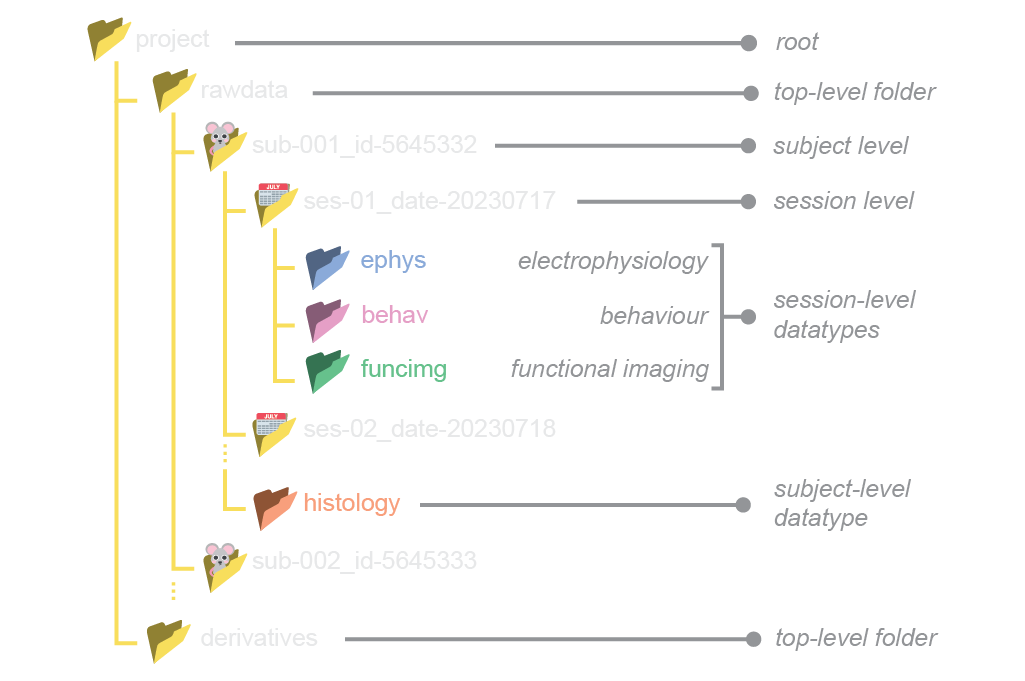 project root
rawdata top-level folder
sub-001_id-5645332 subject level
JULY
ses-01_date-20230717 session level
ephys electrophysiology
behav behaviour
funcimg functional imaging
session-level
datatypes
JULY
ses-02_date-20230718
histology
subject-level
datatype
sub-002_id-5645333
derivatives top-level folder